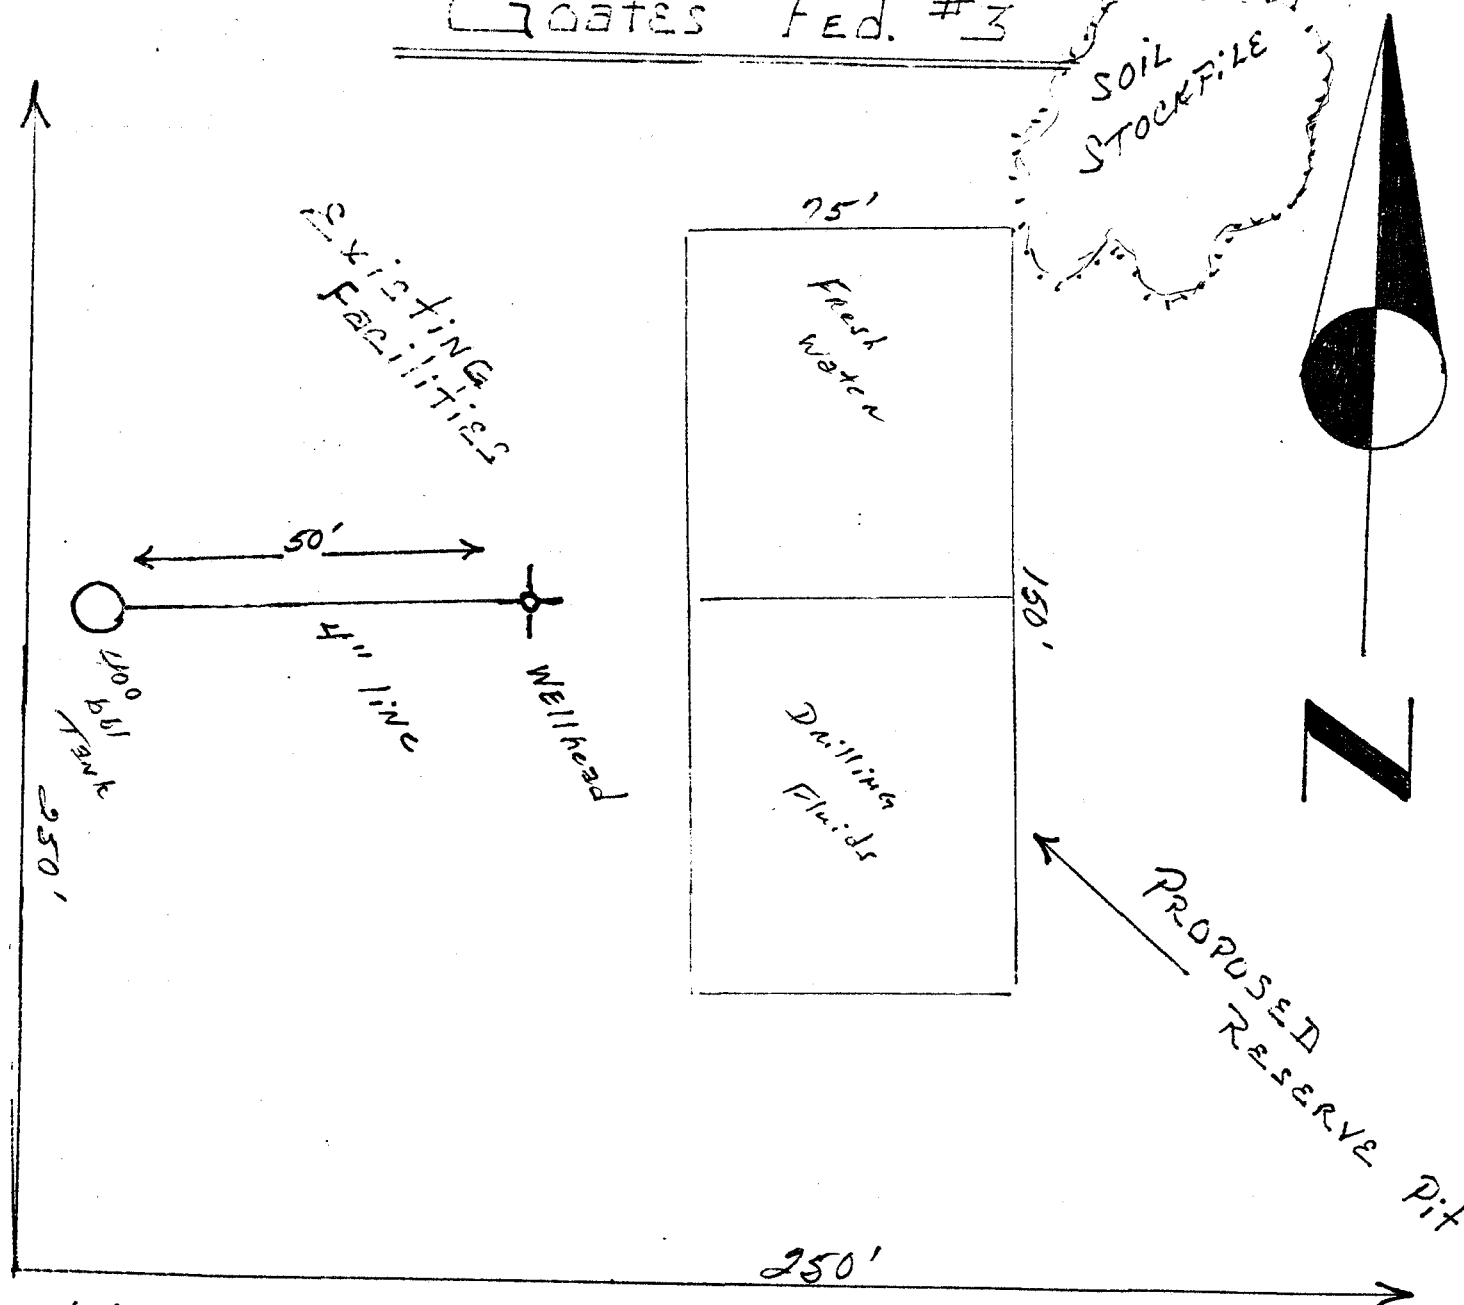 Goates Fed. #3
SOIL
STOCKPILE
75'
Existing
Facilities
Fresh
Water
50'
4" line
400
bbl
Tank
Wellhead
150'
Drilling
Fluids
250'
N
PROPOSED
RESERVE Pit
250'